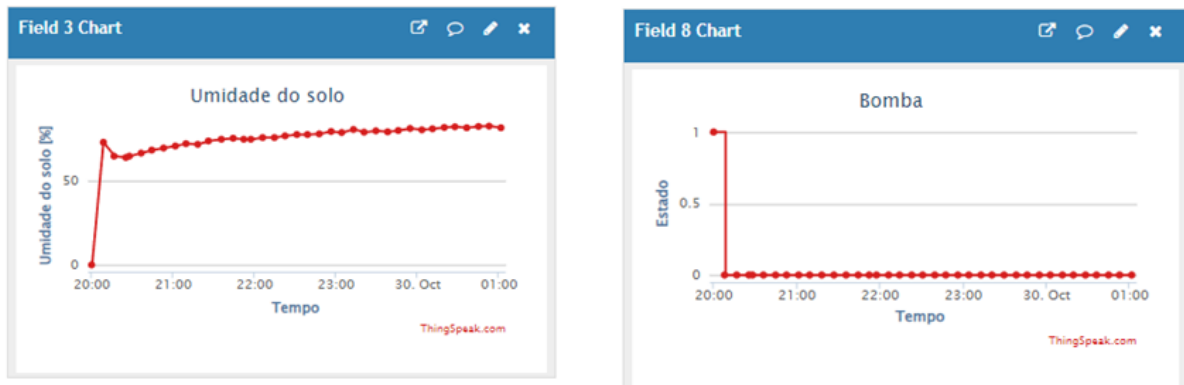 Field 3 Chart
Umidade do solo
Umidade do solo [%]
50
0
20:00 21:00 22:00 23:00 30. Oct 01:00
Tempo
ThingSpeak.com
Field 8 Chart
Bomba
Estado
1
0.5
0
20:00 21:00 22:00 23:00 30. Oct 01:00
Tempo
ThingSpeak.com